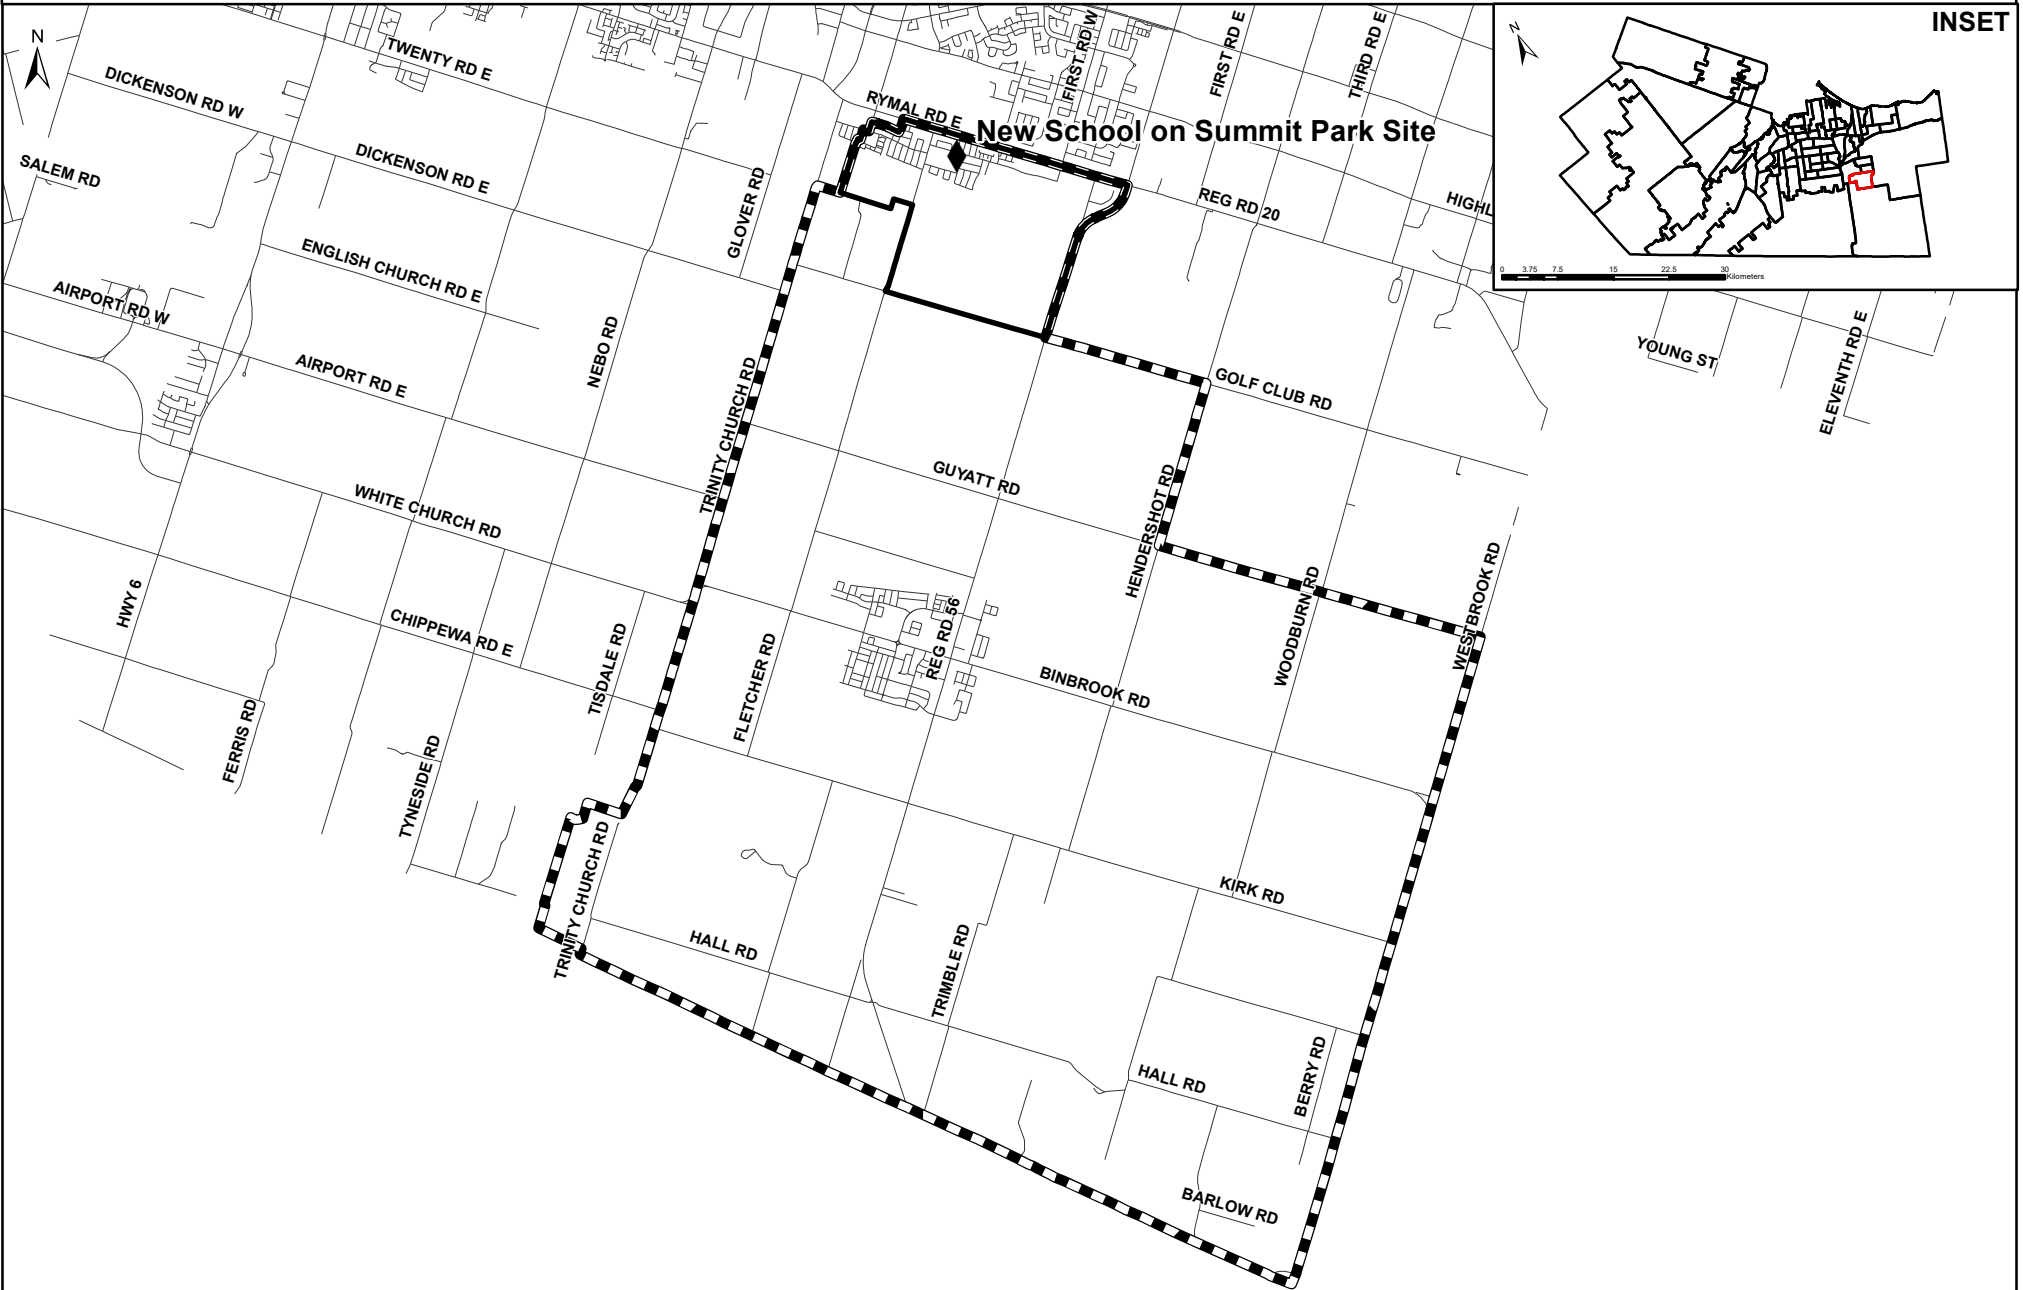 INSET
N
N
0 3.75 7.5 15 22.5 30
Kilometers
TWENTY RD E
DICKENSON RD W
FIRST RD W
FIRST RD E
THIRD RD E
RYMAL RD E
New School on Summit Park Site
SALEM RD
DICKENSON RD E
GLOVER RD
REG RD 20
HIGHL
ENGLISH CHURCH RD E
AIRPORT RD W
NEBO RD
YOUNG ST
ELEVENTH RD E
AIRPORT RD E
TRINITY CHURCH RD
GOLF CLUB RD
GUYATT RD
WHITE CHURCH RD
HENDERSHOT RD
HWY 6
CHIPPEWA RD E
TISDALE RD
FLETCHER RD
REG RD 56
BINBROOK RD
WOODBURN RD
WESTBROOK RD
FERRIS RD
TYNESIDE RD
TRINITY CHURCH RD
KIRK RD
HALL RD
TRIMBLE RD
HALL RD
BERRY RD
BARLOW RD